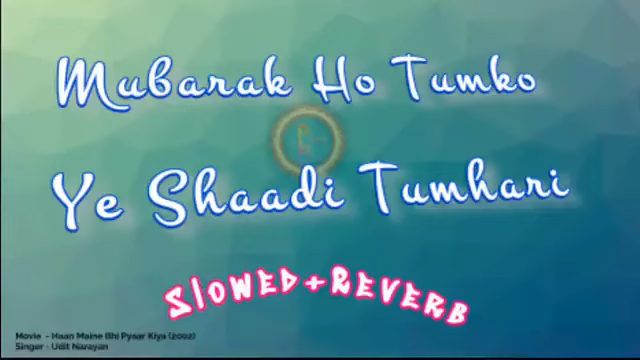 Mubarak Ho Tumko
Ye Shaadi Tumhari
SLOWED+REVERB
Movie - Haan Maine Bhi Pyaar Kiya (2002)
Singer - Udit Narayan